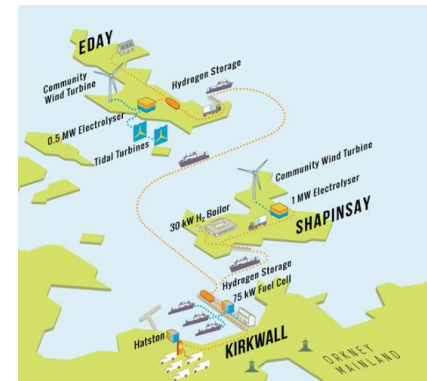 EDAY
Community
Wind Turbine
Hydrogen Storage
0.5 MW Electrolyser
Tidal Turbines
Community Wind Turbine
1 MW Electrolyser
30 kW H₂ Boiler
SHAPINSAY
Hydrogen Storage
75 kW Fuel Cell
Hatston
KIRKWALL
ORKNEY
MAINLAND